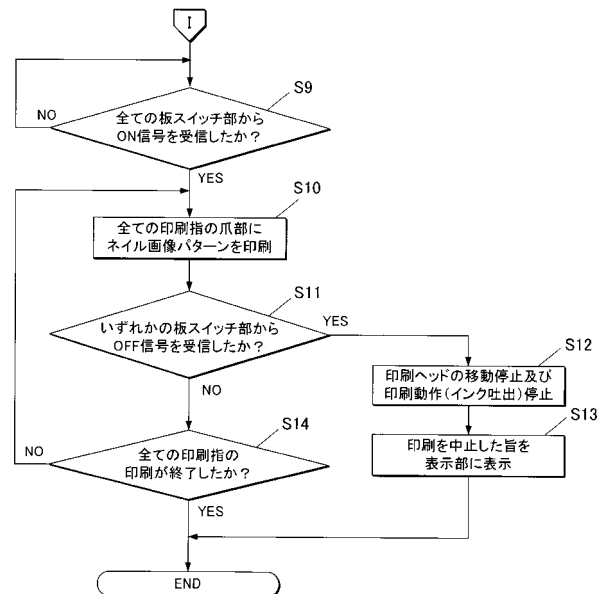 I
S9
全ての板スイッチ部から
ON信号を受信したか?
NO
YES
S10
全ての印刷指の爪部に
ネイル画像パターンを印刷
S11
いずれかの板スイッチ部から
OFF信号を受信したか?
YES
NO
S12
印刷ヘッドの移動停止及び
印刷動作(インク吐出)停止
S13
印刷を中止した旨を
表示部に表示
S14
全ての印刷指の
印刷が終了したか?
NO
YES
END